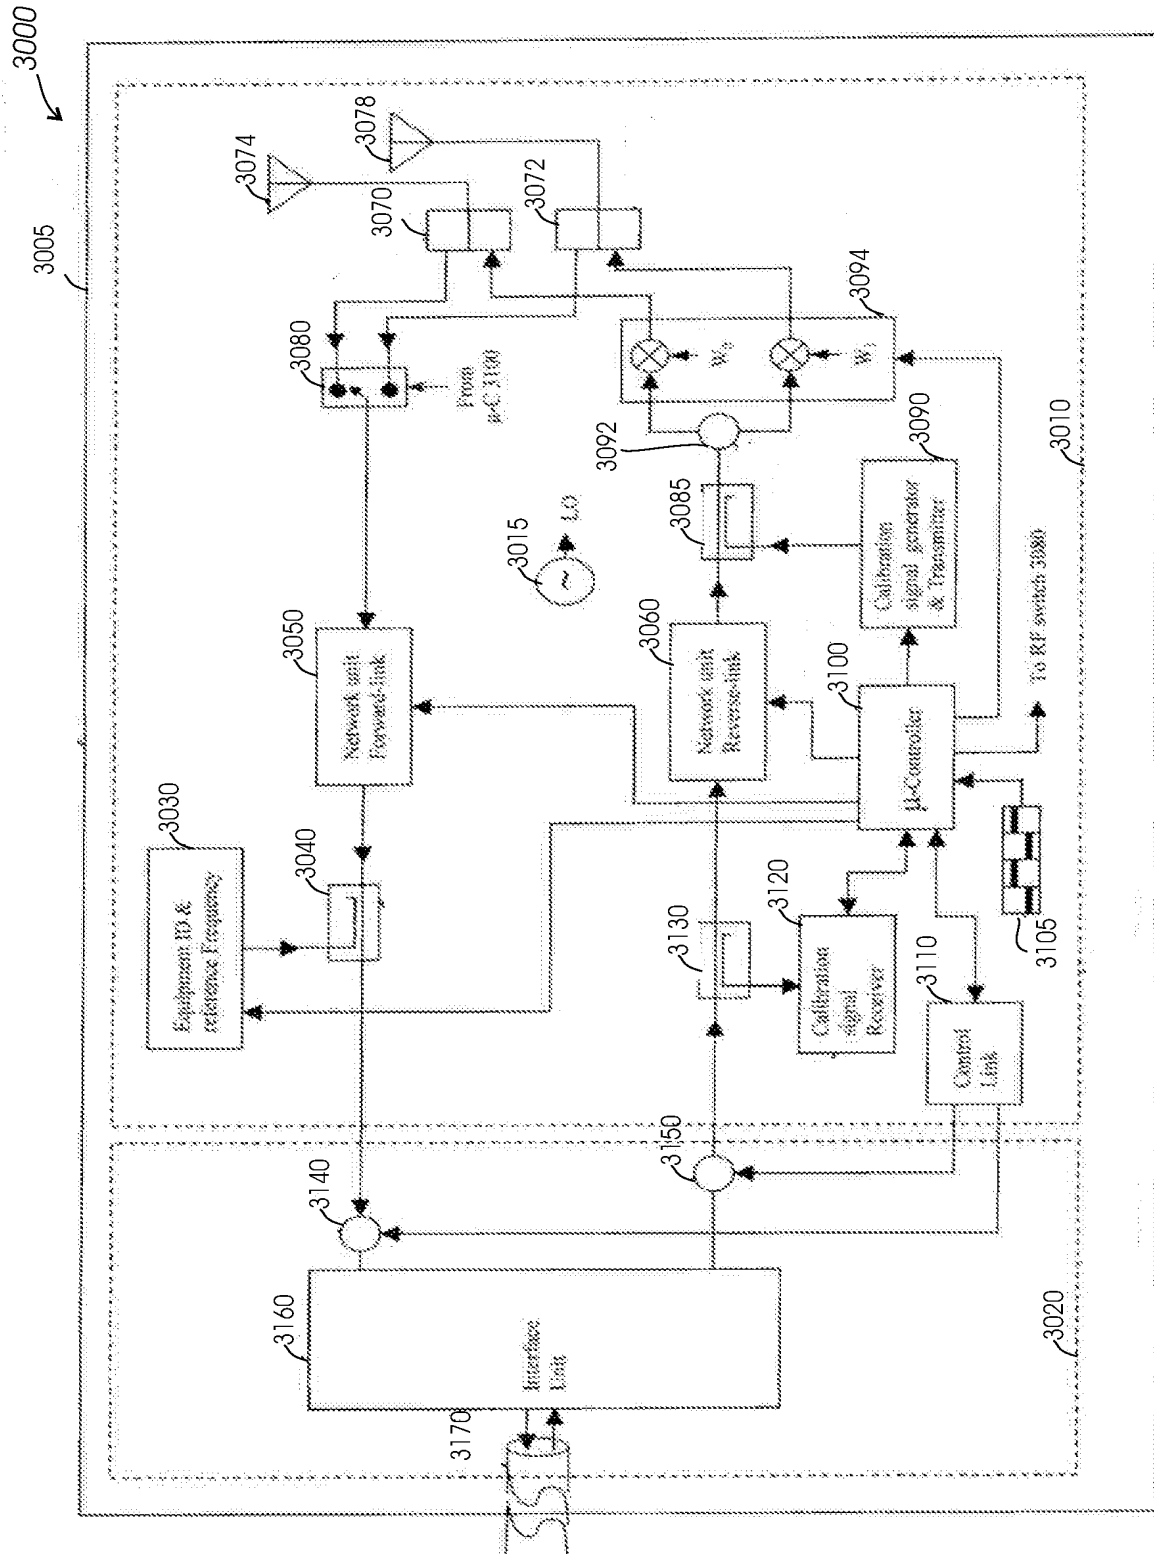 3000
3005
3074
3078
3070
3072
3080
From
μ-C 3100
3094
W0
W1
3092
3010
3090
Calibration
signal generator
& Transmitter
3085
3015
~
LO
3050
Network unit
Forward-link
3060
Network unit
Reverse-link
3100
μ-Controller
To RF switch 3080
3030
Equipment ID &
reference Frequency
3040
3130
3120
Calibration
signal
Receiver
3105
3110
Control
Link
3140
3150
3160
Interface
Unit
3170
3020